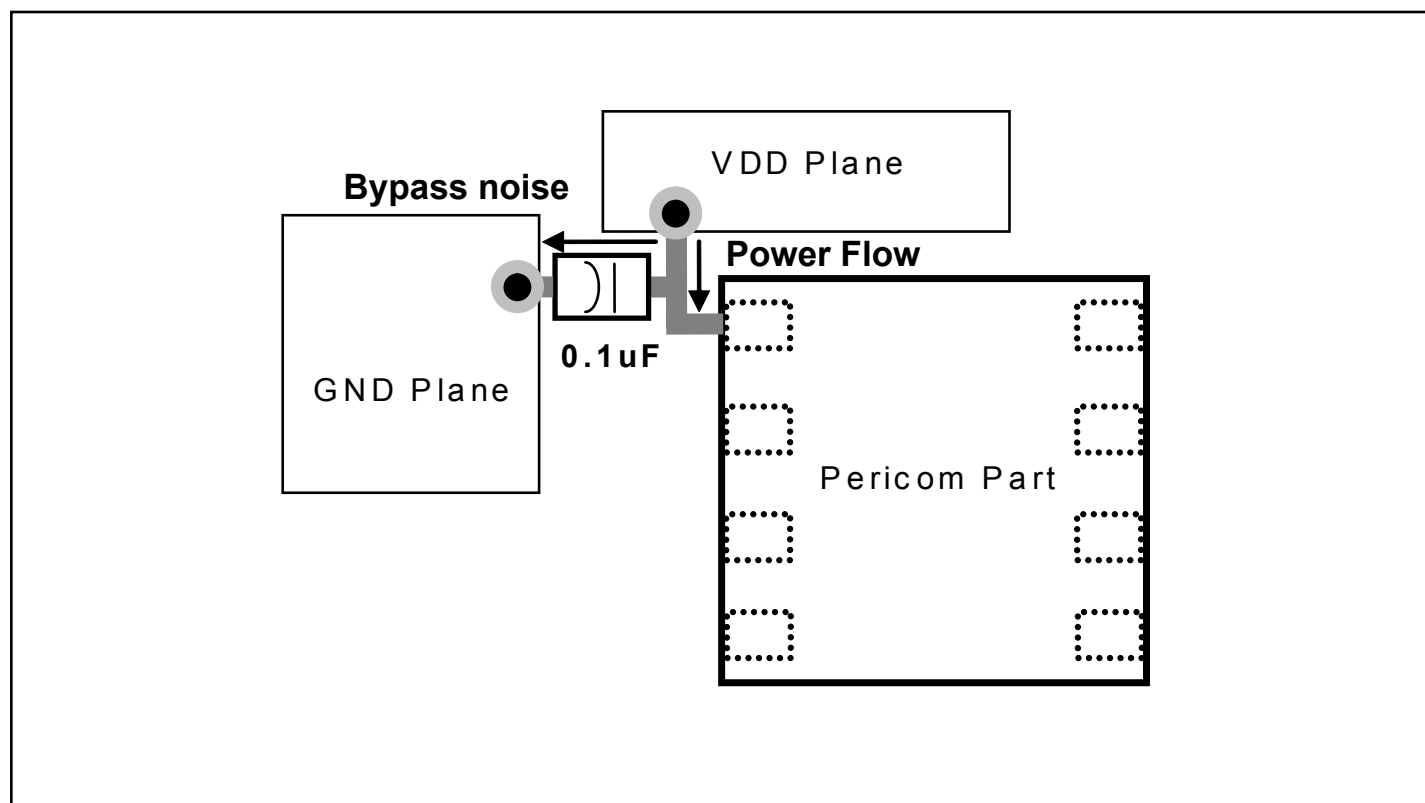 VDD Plane
Bypass noise
Power Flow
0.1uF
GND Plane
Pericom Part